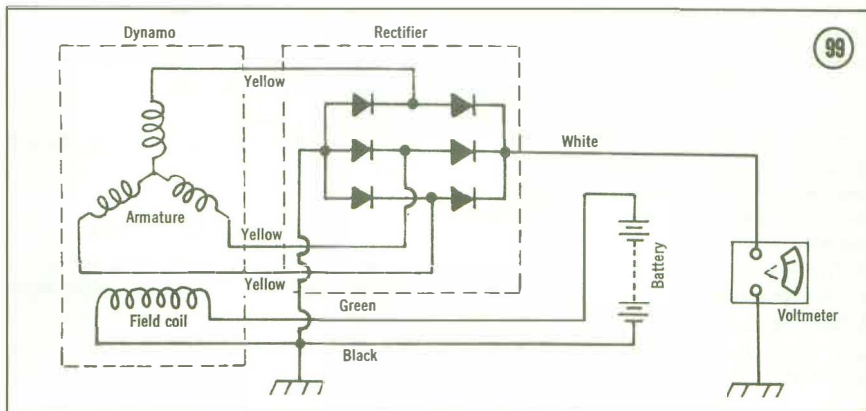 Dynamo
Rectifier
99
Yellow
White
Armature
Yellow
Yellow
Green
Field coil
Black
Battery
Voltmeter